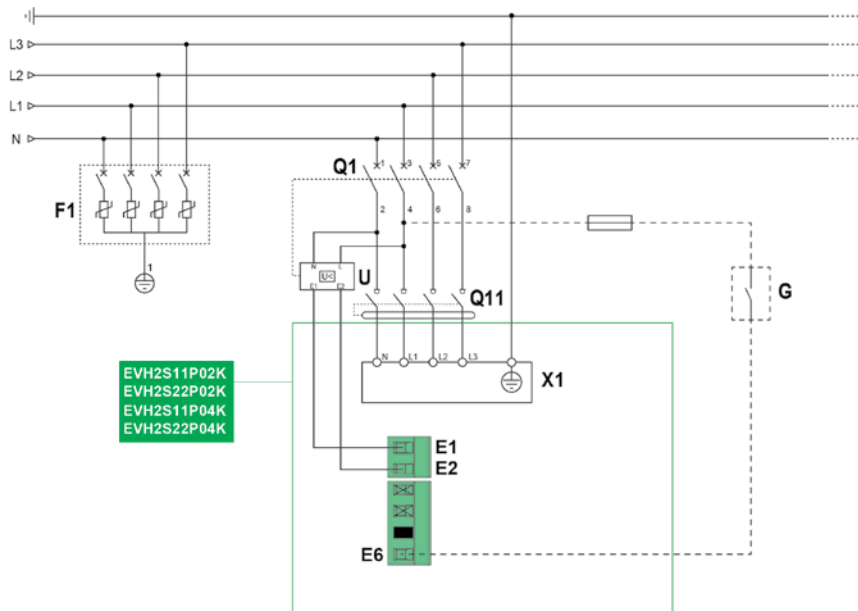 L3
L2
L1
N
Q1
1
3
5
7
F1
2
4
6
8
N
L
U<
U
E1
E2
Q11
G
1
N
L1
L2
L3
X1
EVH2S11P02K
EVH2S22P02K
EVH2S11P04K
EVH2S22P04K
E1
E2
E6